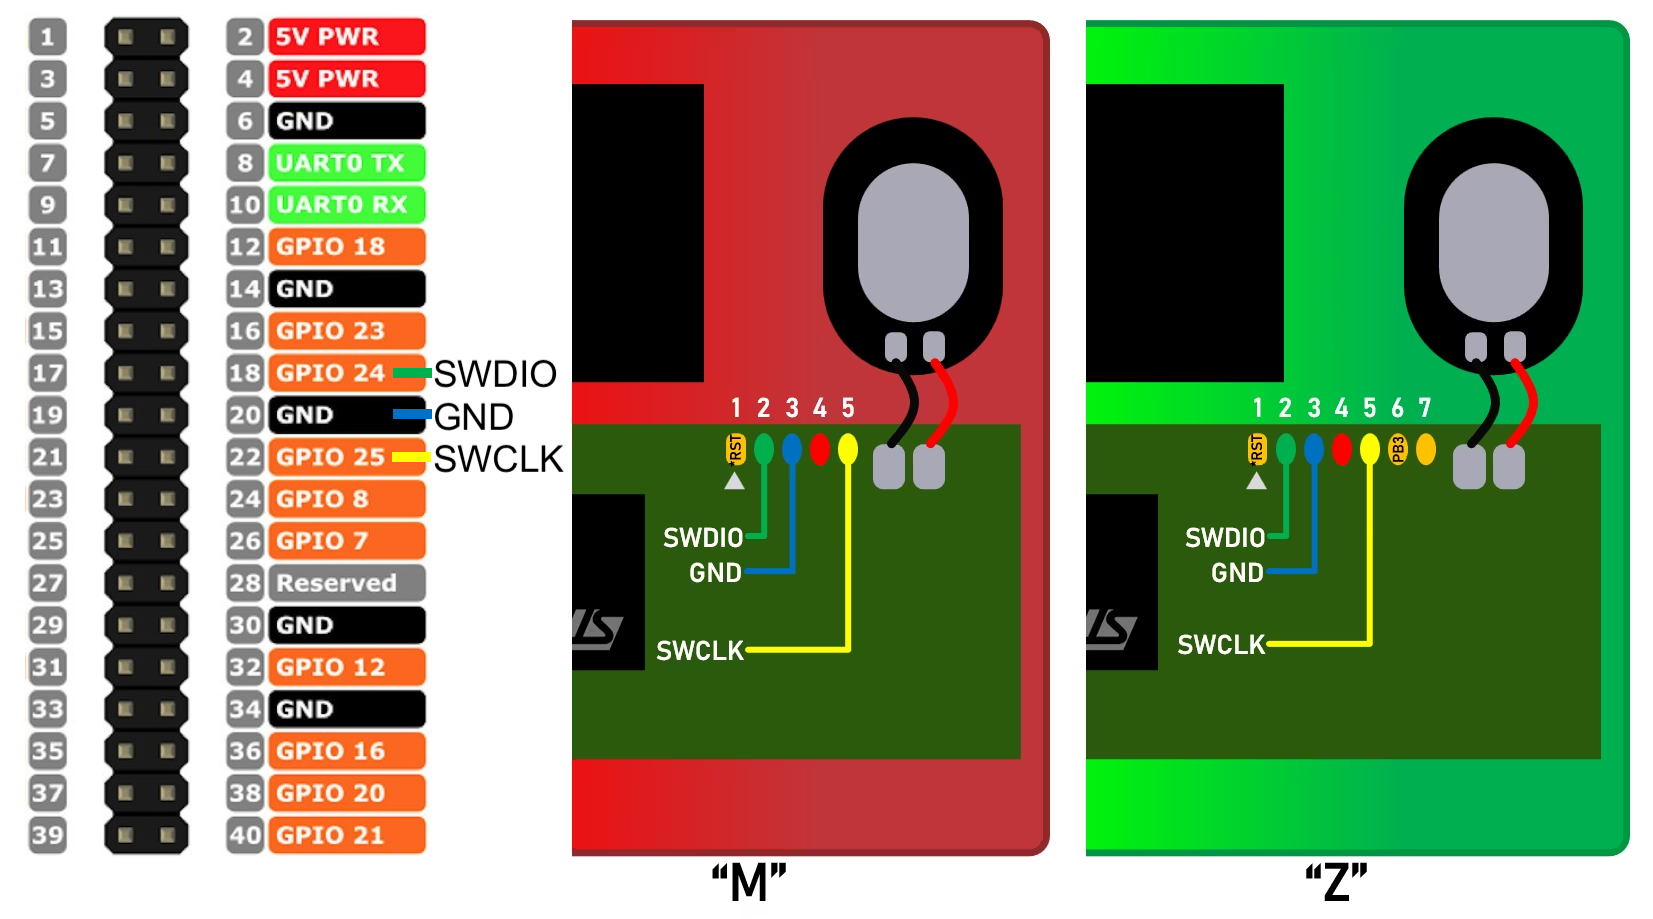 1 2 5V PWR
3 4 5V PWR
5 6 GND
7 8 UART0 TX
9 10 UART0 RX
11 12 GPIO 18
13 14 GND
15 16 GPIO 23
17 18 GPIO 24 SWDIO
19 20 GND GND
21 22 GPIO 25 SWCLK
23 24 GPIO 8
25 26 GPIO 7
27 28 Reserved
29 30 GND
31 32 GPIO 12
33 34 GND
35 36 GPIO 16
37 38 GPIO 20
39 40 GPIO 21
1 2 3 4 5
*RST
SWDIO
GND
SWCLK
ST
“M”
1 2 3 4 5 6 7
*RST PB3
SWDIO
GND
SWCLK
ST
“Z”